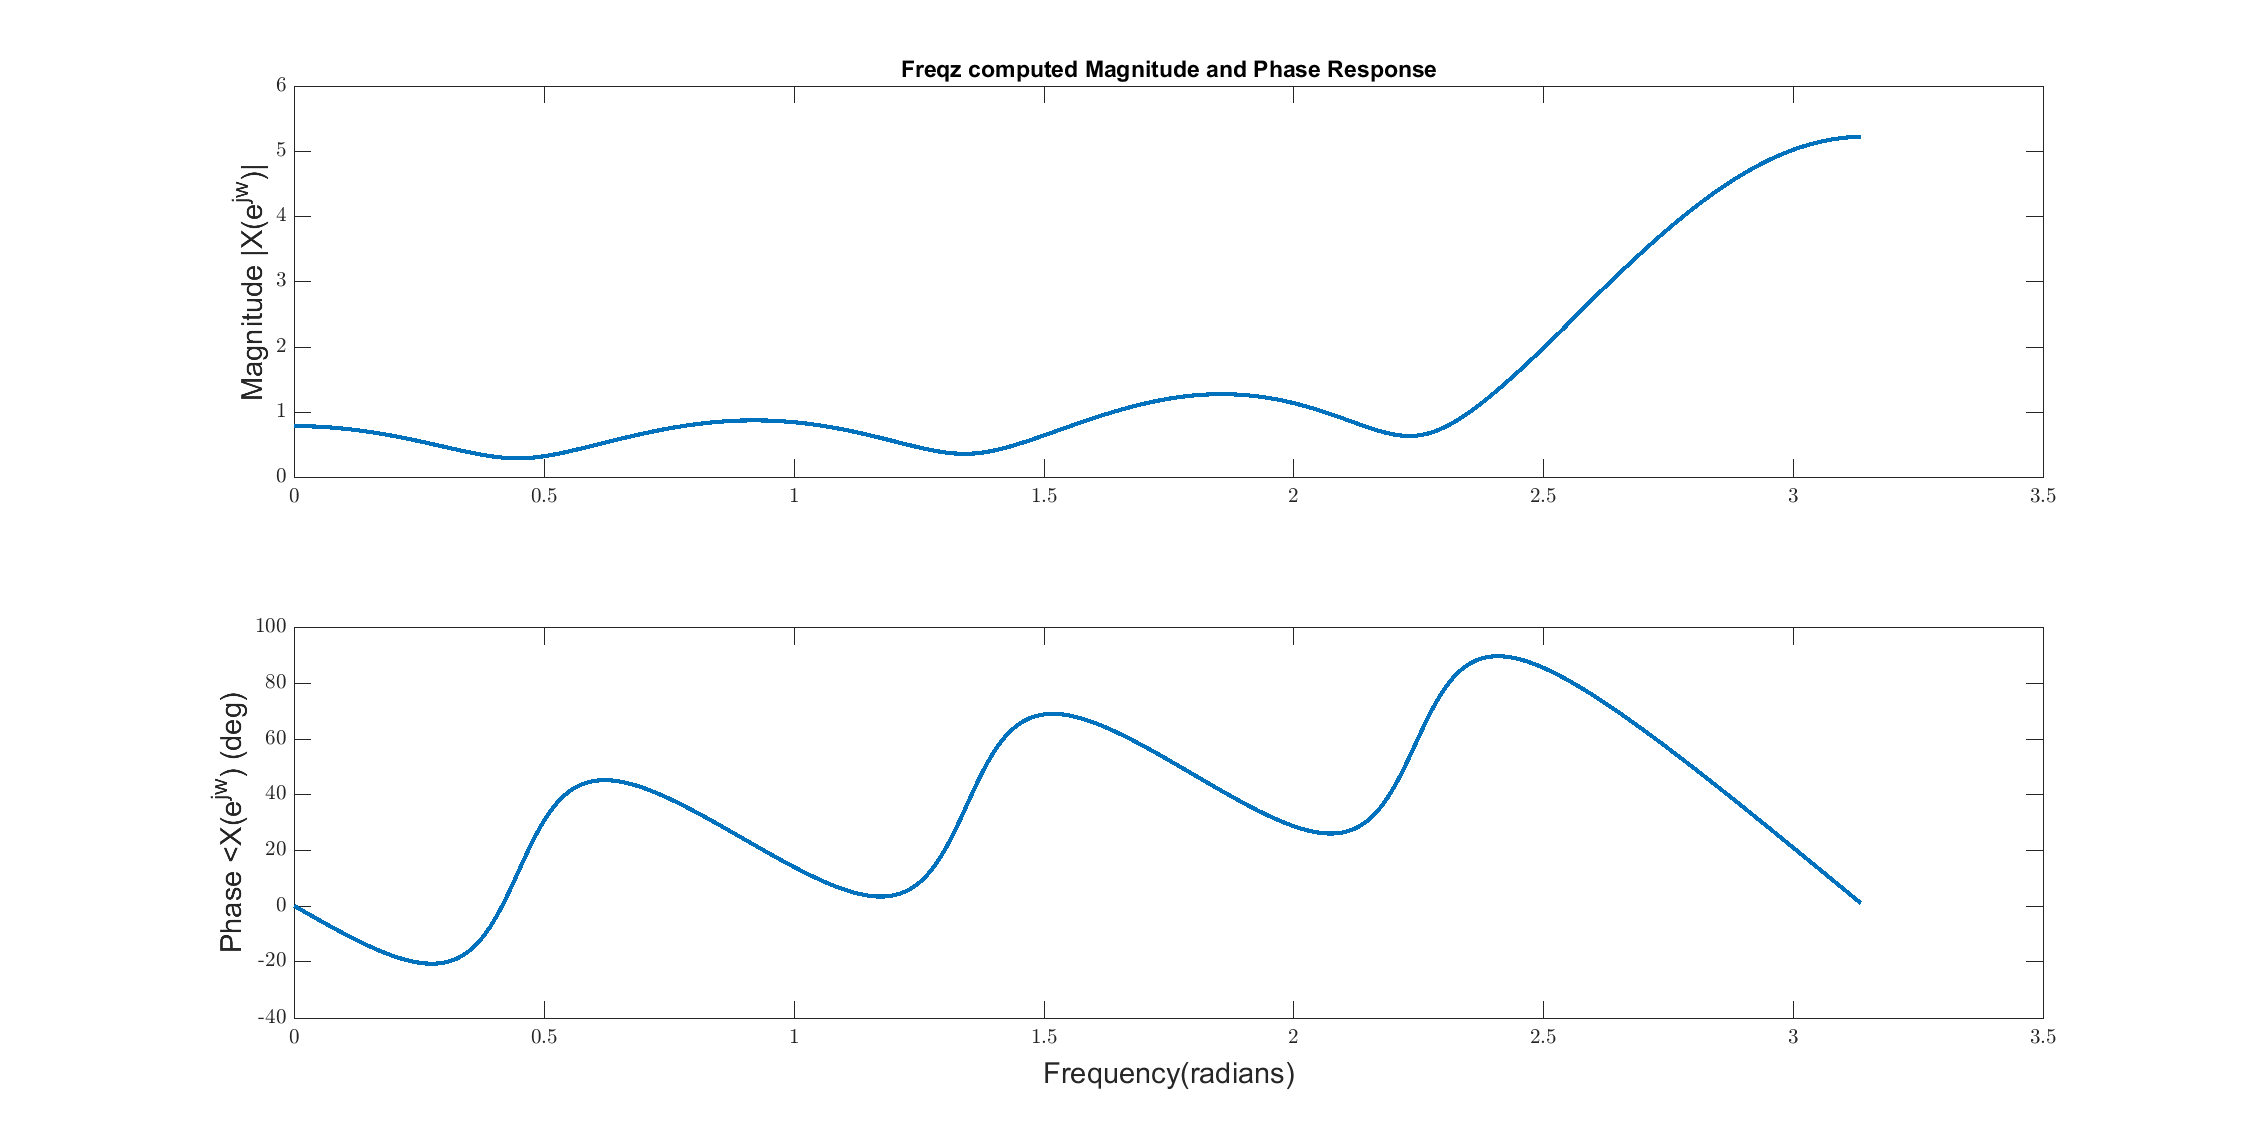 Freqz computed Magnitude and Phase Response
Magnitude |X(e^jw)|
6
5
4
3
2
1
0
0 0.5 1 1.5 2 2.5 3 3.5
Phase <X(e^jw) (deg)
100
80
60
40
20
0
-20
-40
0 0.5 1 1.5 2 2.5 3 3.5
Frequency(radians)